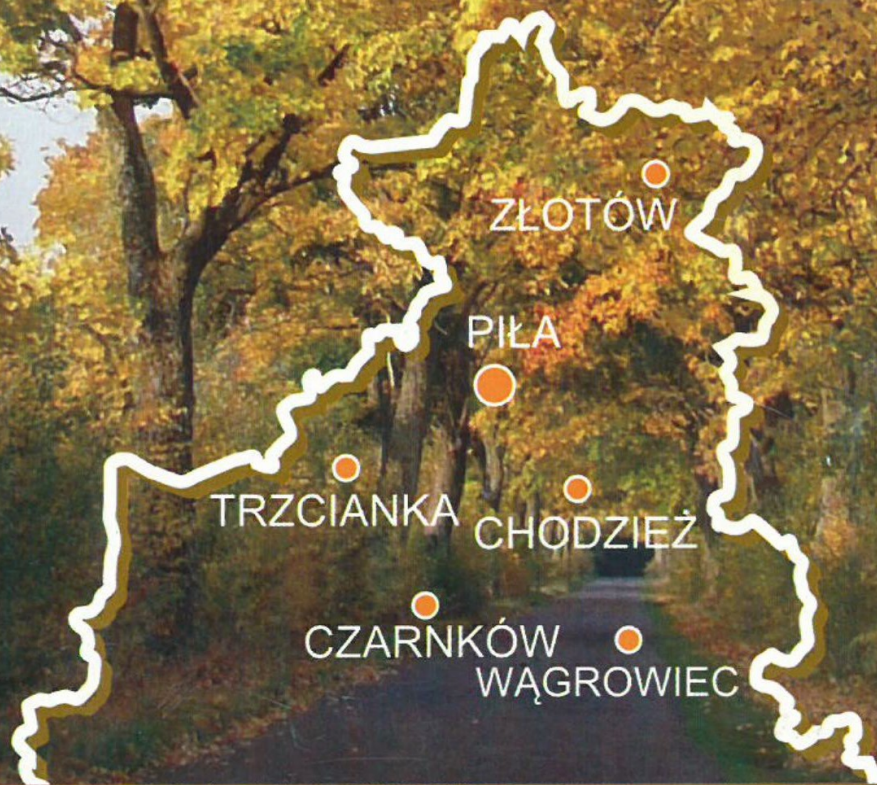 ZŁOTÓW
PIŁA
TRZCIANKA
CHODZIEŻ
CZARNKÓW
WĄGROWIEC